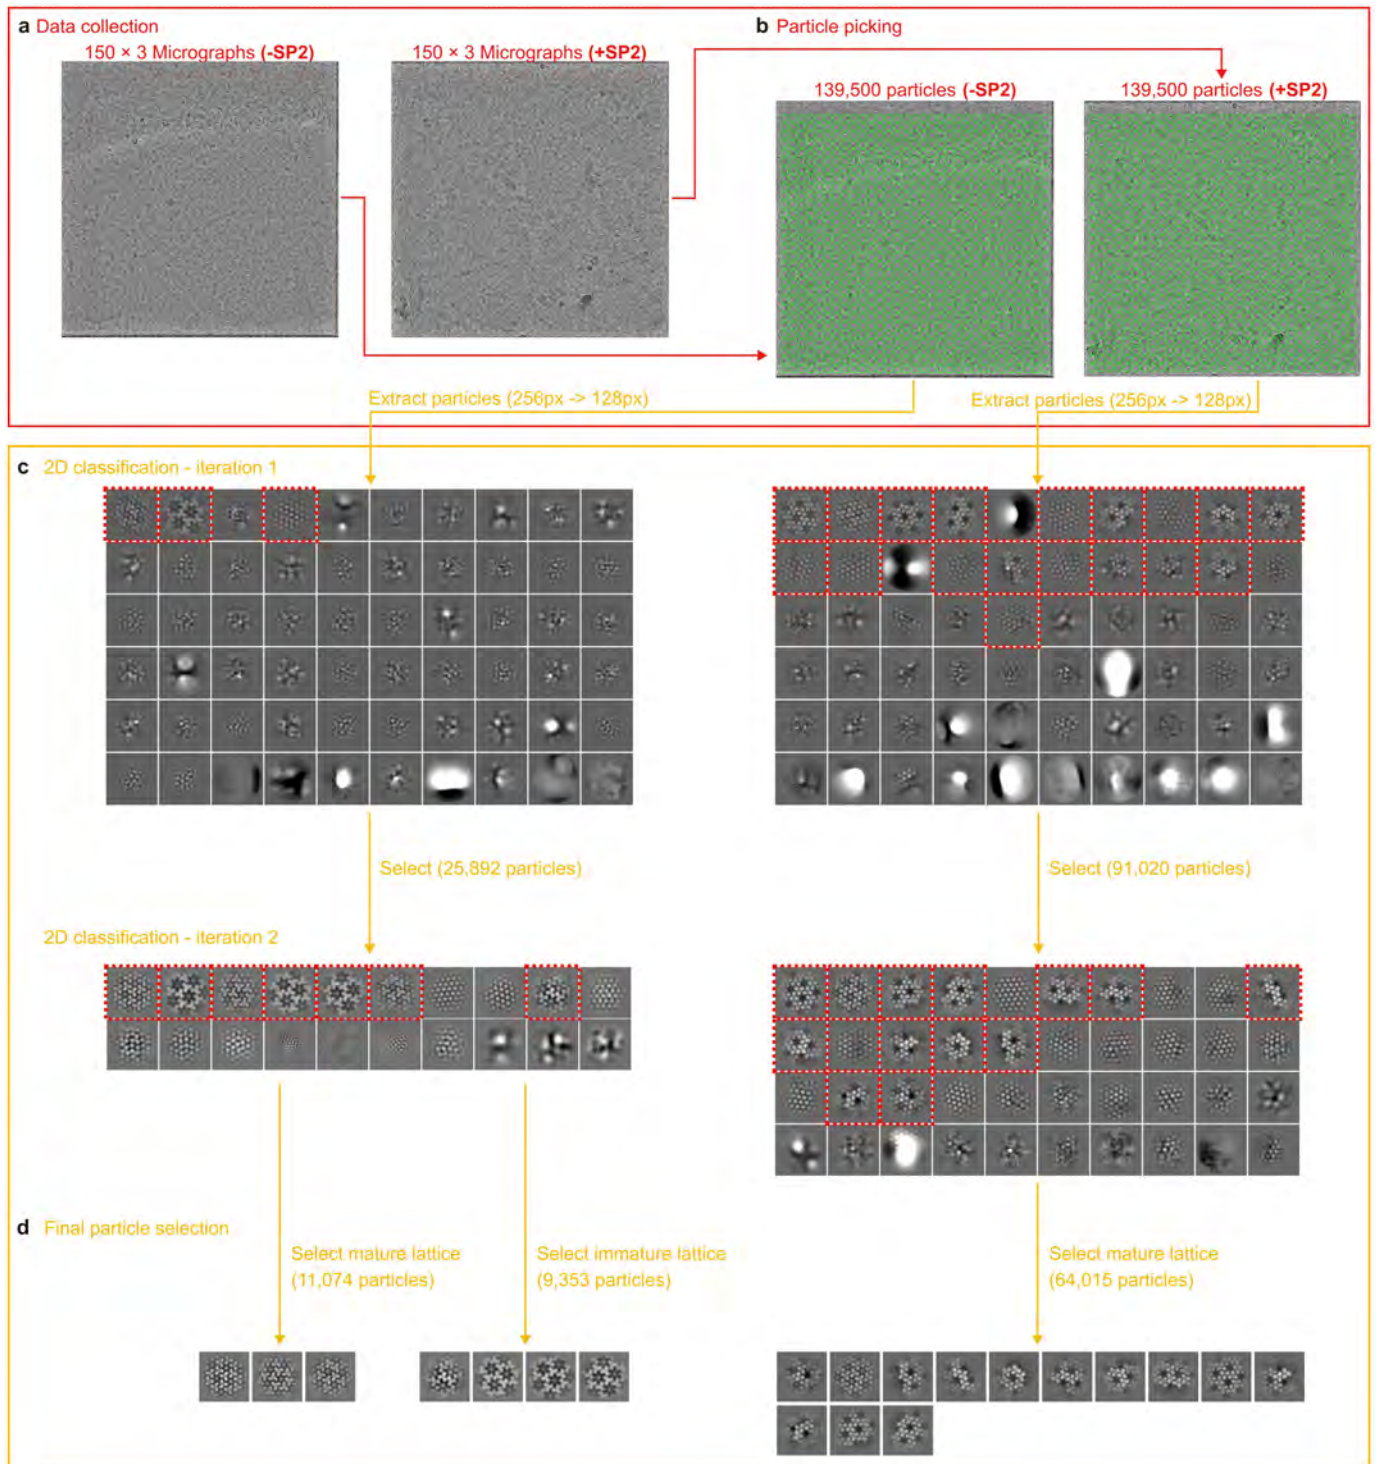 a Data collection
150 × 3 Micrographs (-SP2)
150 × 3 Micrographs (+SP2)
b Particle picking
139,500 particles (-SP2)
139,500 particles (+SP2)
Extract particles (256px -> 128px)
Extract particles (256px -> 128px)
c 2D classification - iteration 1
Select (25,892 particles)
Select (91,020 particles)
2D classification - iteration 2
d Final particle selection
Select mature lattice
(11,074 particles)
Select immature lattice
(9,353 particles)
Select mature lattice
(64,015 particles)